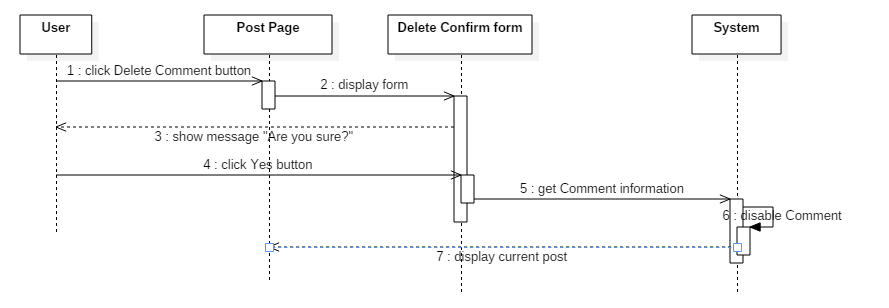 User
Post Page
Delete Confirm form
System
1 : click Delete Comment button
2 : display form
3 : show message "Are you sure?"
4 : click Yes button
5 : get Comment information
6 : disable Comment
7 : display current post